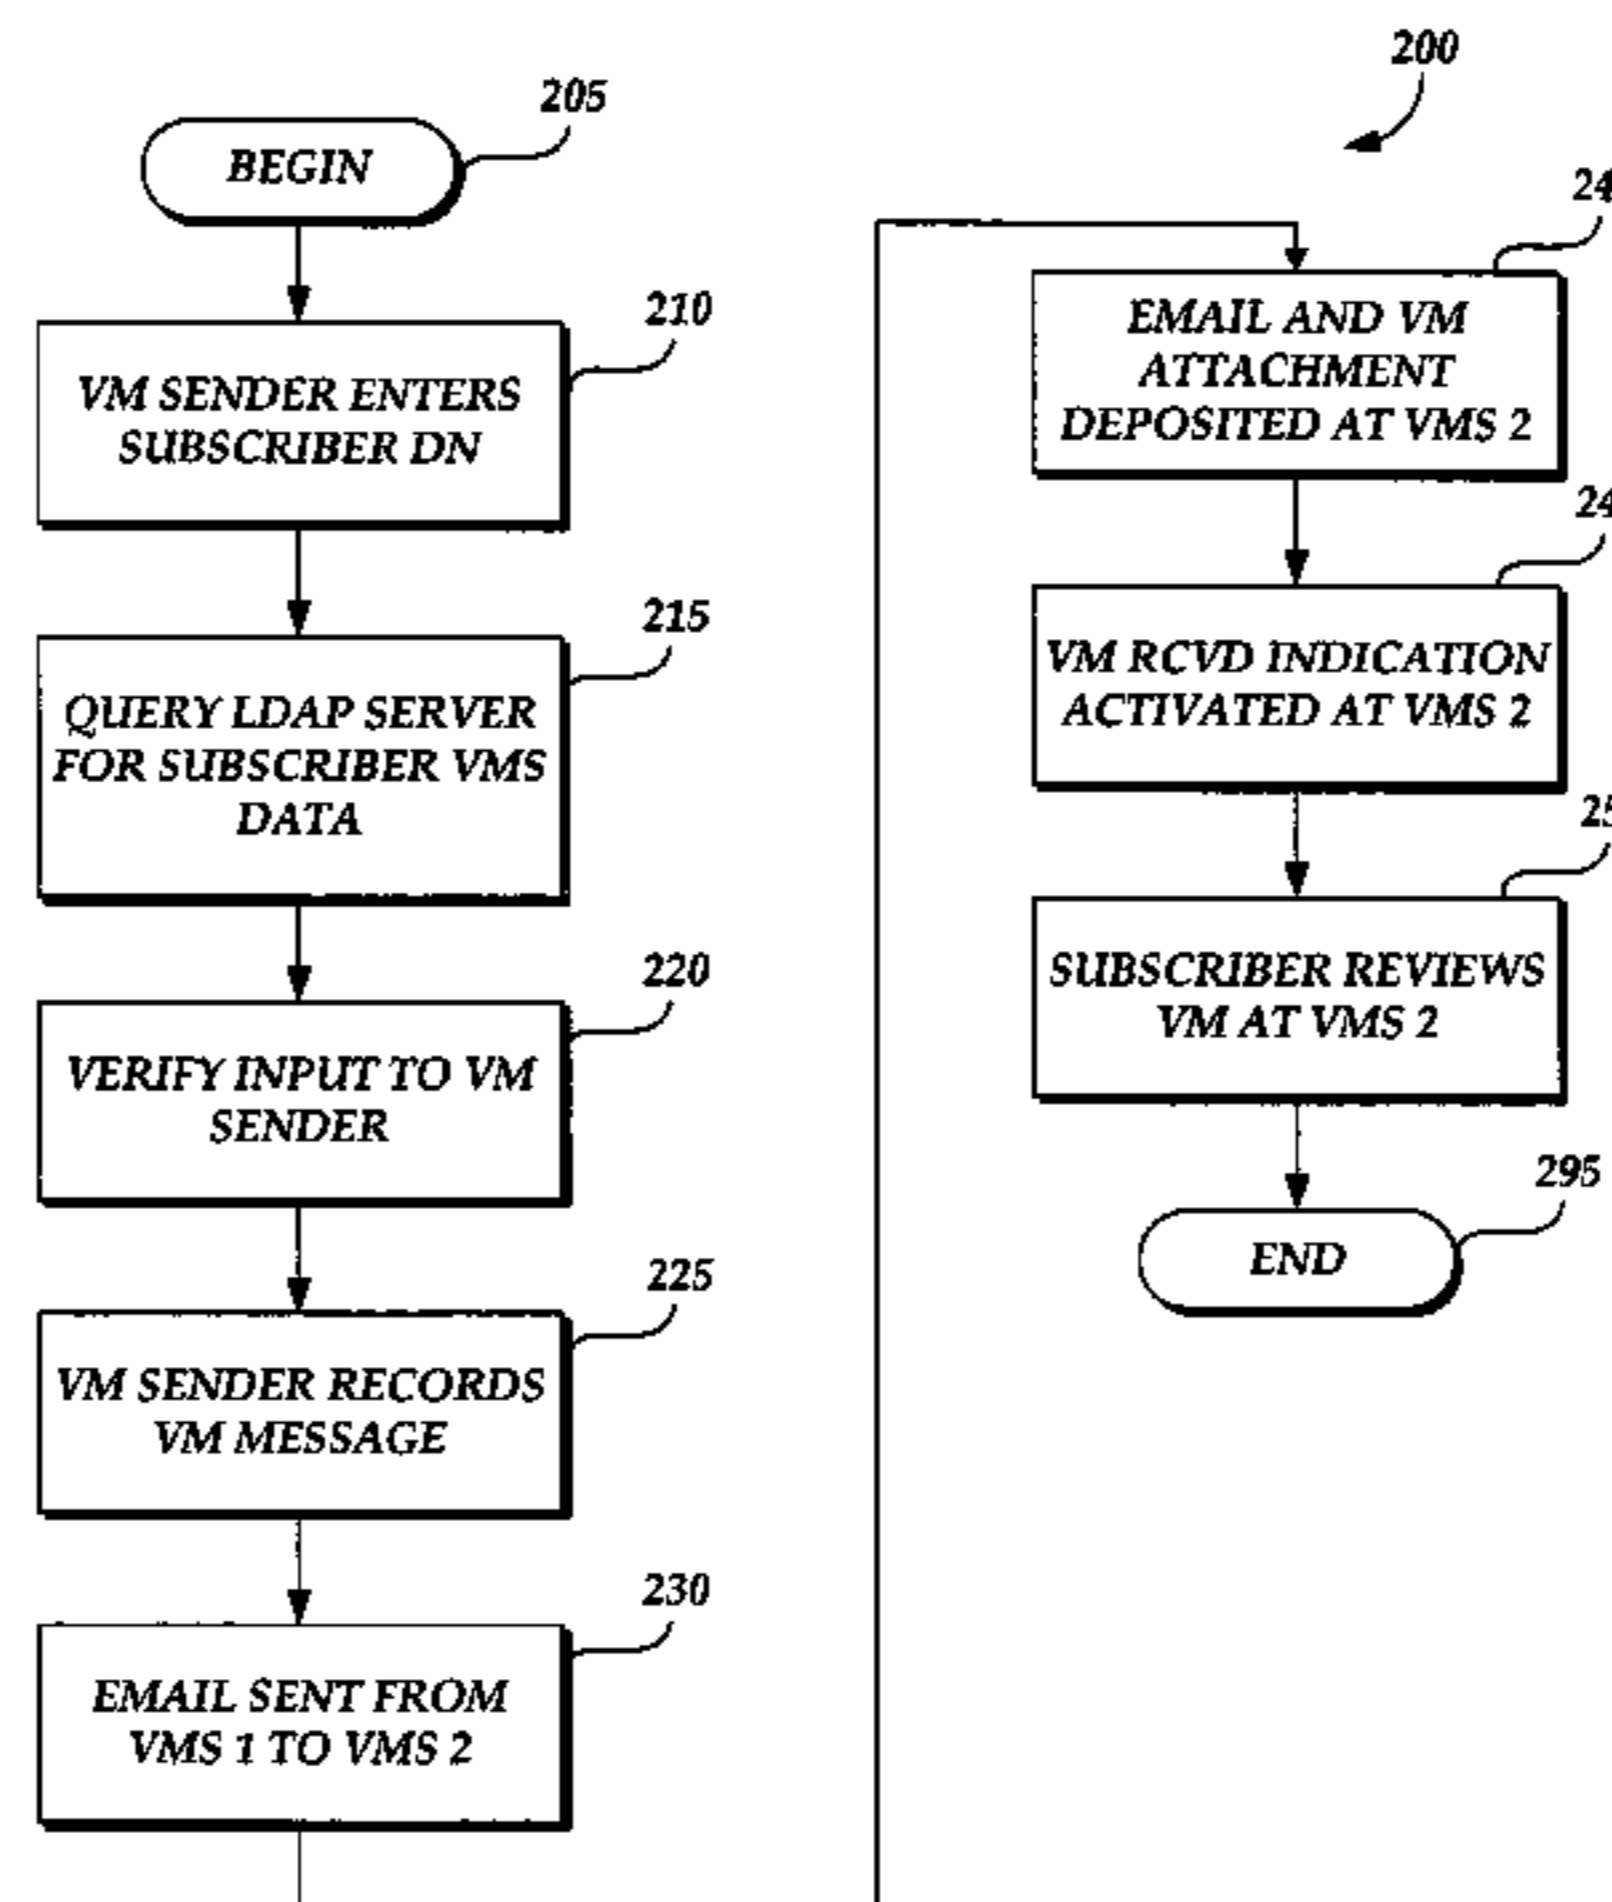 200
205
BEGIN
210
VM SENDER ENTERS
SUBSCRIBER DN
215
QUERY LDAP SERVER
FOR SUBSCRIBER VMS
DATA
220
VERIFY INPUT TO VM
SENDER
225
VM SENDER RECORDS
VM MESSAGE
230
EMAIL SENT FROM
VMS 1 TO VMS 2
EMAIL AND VM
ATTACHMENT
DEPOSITED AT VMS 2
VM RCVD INDICATION
ACTIVATED AT VMS 2
SUBSCRIBER REVIEWS
VM AT VMS 2
295
END